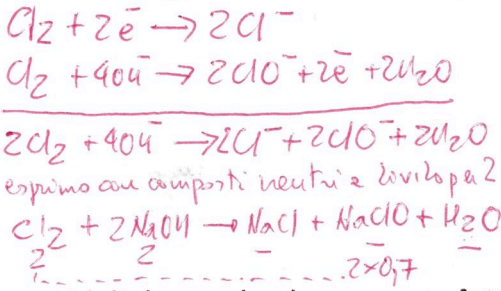 Cl2 + 2e⁻ → 2Cl⁻
Cl2 + 4OH⁻ → 2ClO⁻ + 2e⁻ + 2H2O
2Cl2 + 4OH⁻ → 2Cl⁻ + 2ClO⁻ + 2H2O
esprimo con composti neutri e divido per 2
Cl2 + 2NaOH → NaCl + NaClO + H2O
2 2 - - -
2×0,7